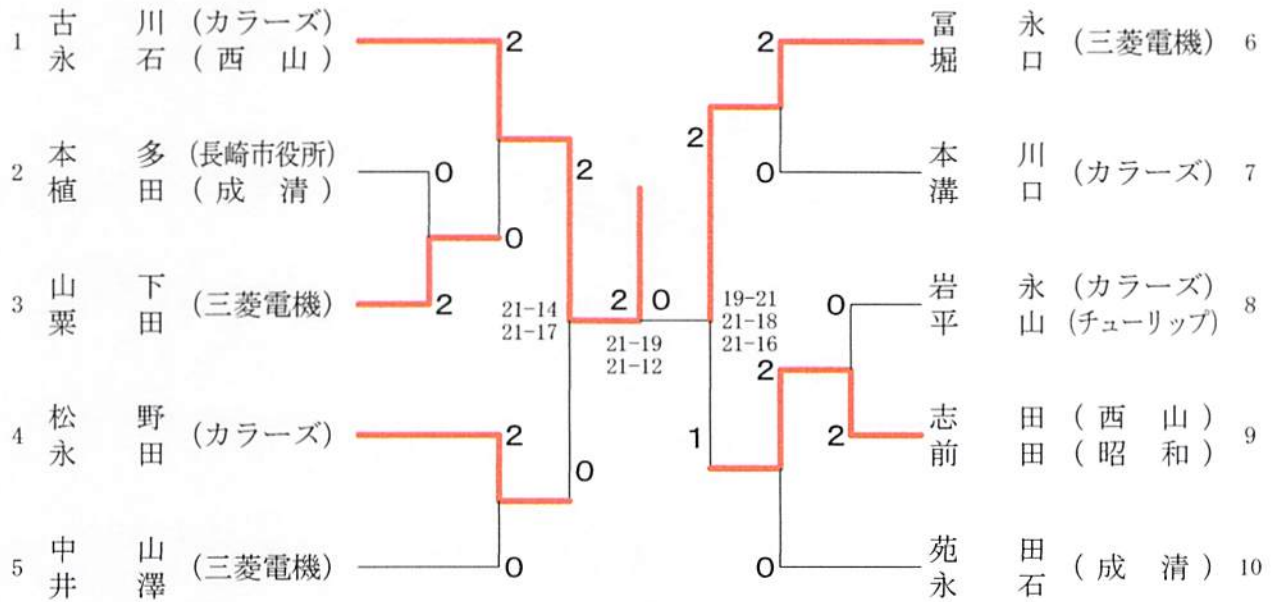 1 古川 (カラーズ)
永石 (西山)
2 本多 (長崎市役所)
植田 (成清)
3 山下 (三菱電機)
粟田
4 松野 (カラーズ)
永田
5 中山 (三菱電機)
井澤
2
0
0
2
2
21-14
21-17
2
0
0
2 0
21-19
21-12
2
2
0
19-21
21-18
21-16
0
2
1
2
0
冨永 (三菱電機) 6
堀口
本川 (カラーズ) 7
溝口
岩永 (カラーズ) 8
平山 (チューリップ)
志田 (西山) 9
前田 (昭和)
苑田 (成清) 10
永石